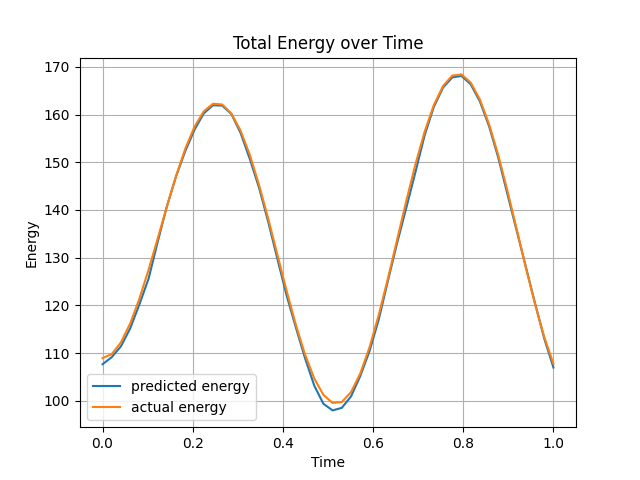 Total Energy over Time
Energy
170
160
150
140
130
120
110
100
predicted energy
actual energy
0.0 0.2 0.4 0.6 0.8 1.0
Time